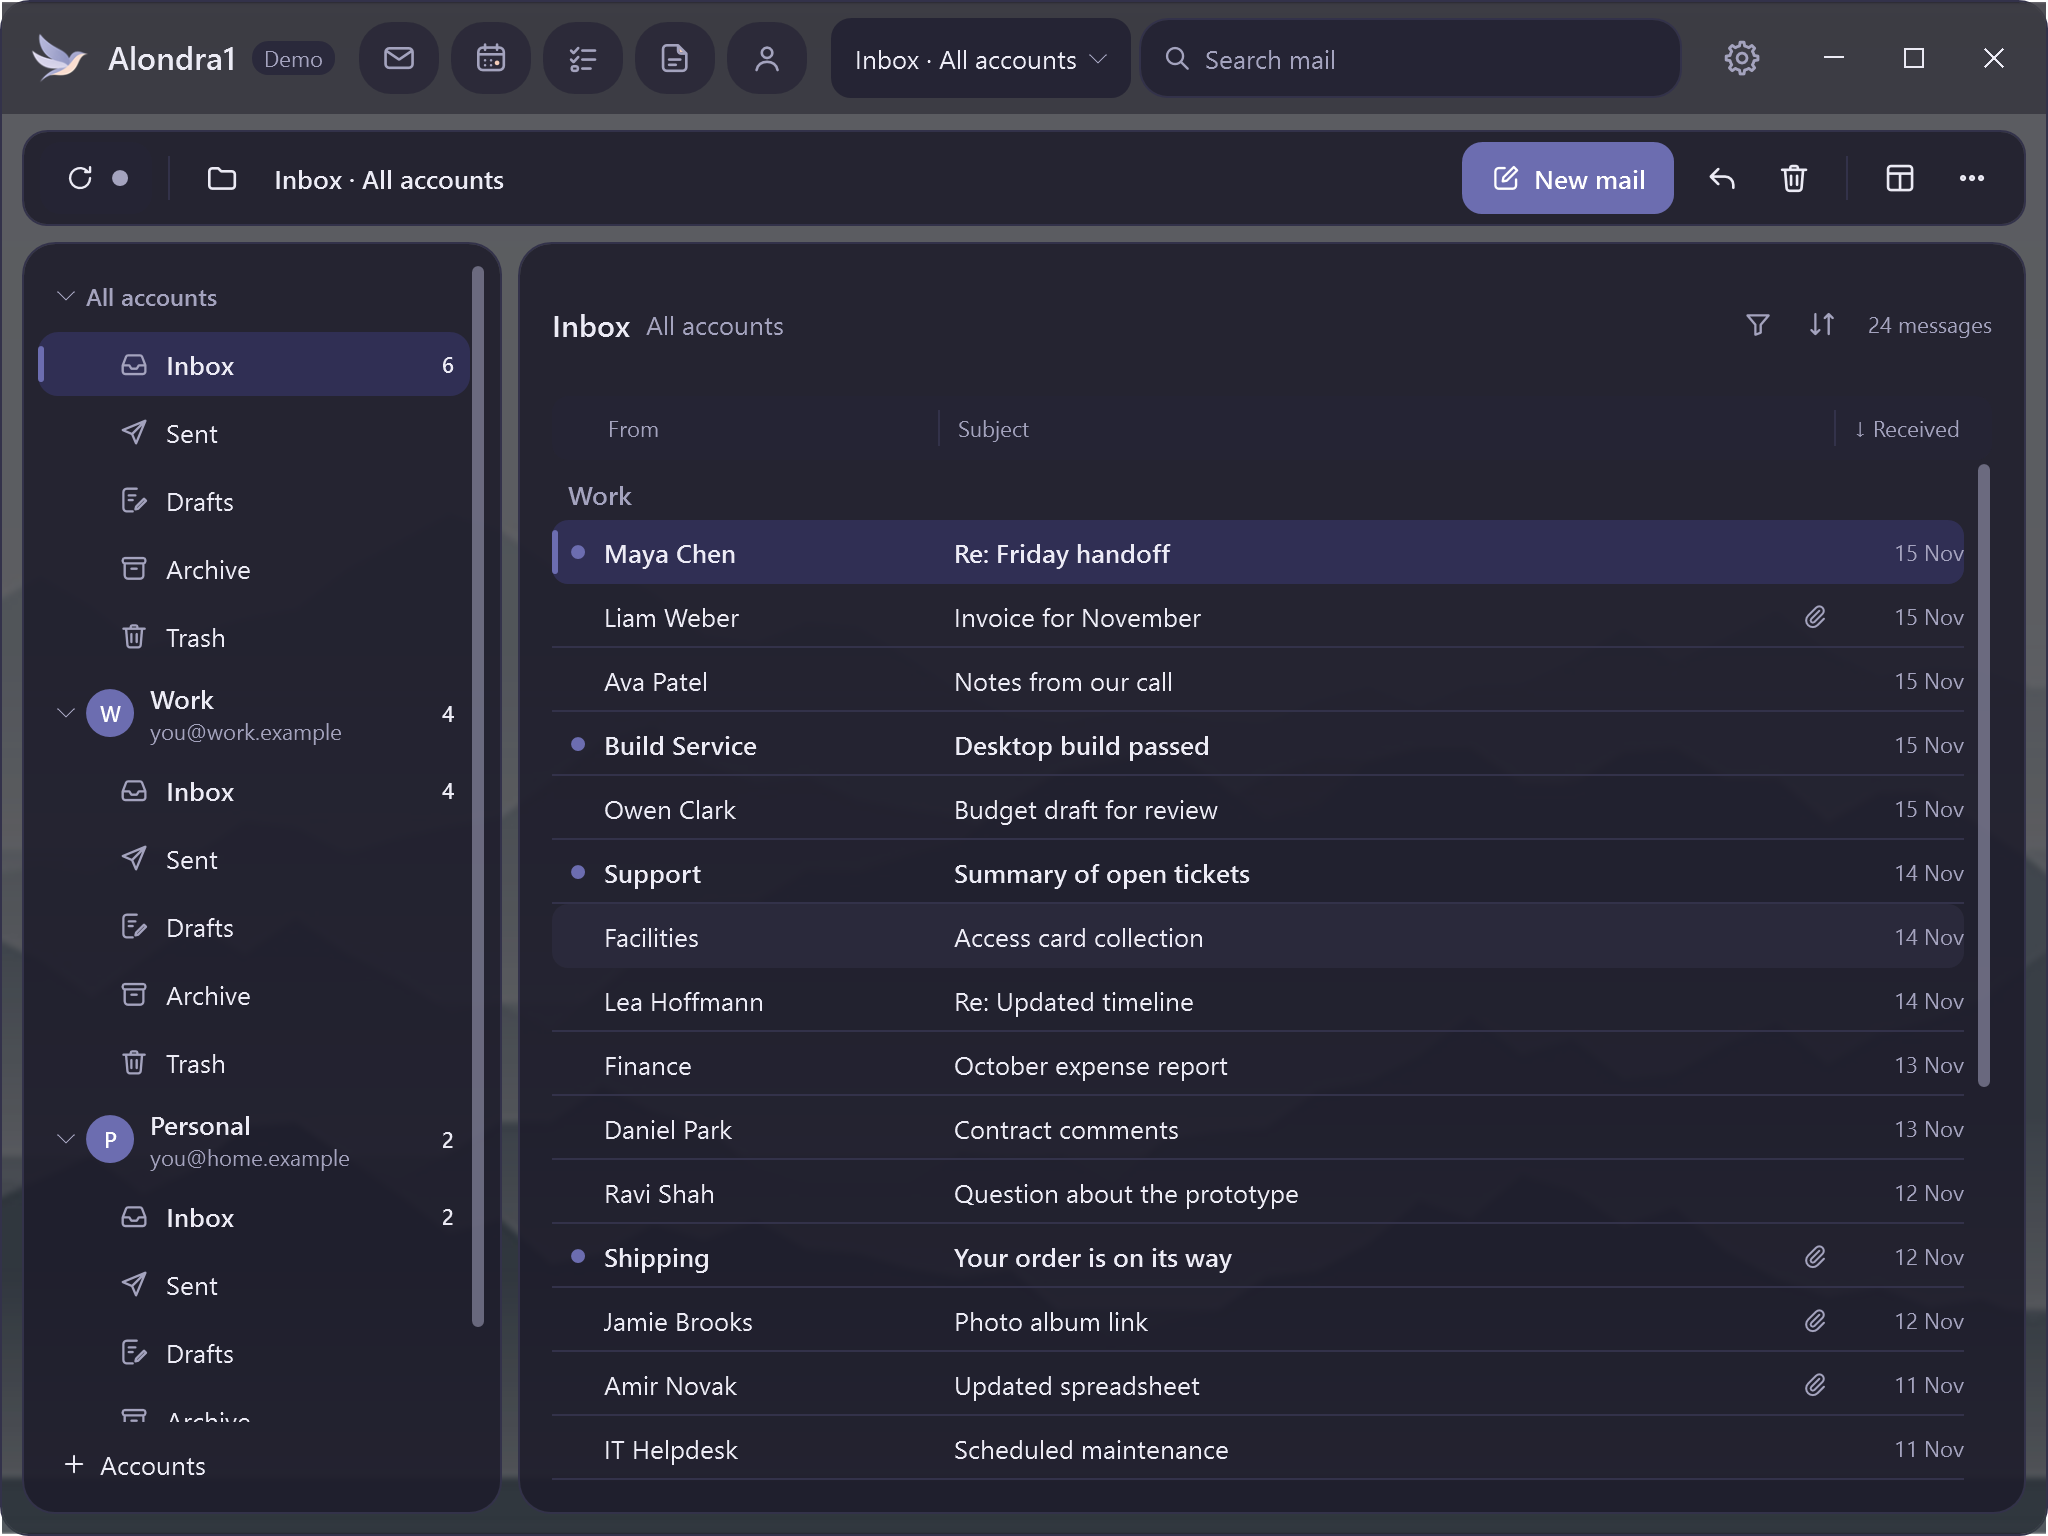 Alondra1 Demo Inbox · All accounts Search mail
Inbox · All accounts New mail
All accounts
Inbox 6
Sent
Drafts
Archive
Trash
W Work 4
you@work.example
Inbox 4
Sent
Drafts
Archive
Trash
P Personal 2
you@home.example
Inbox 2
Sent
Drafts
Archive
+ Accounts
Inbox All accounts 24 messages
From Subject ↓ Received
Work
Maya Chen Re: Friday handoff 15 Nov
Liam Weber Invoice for November 15 Nov
Ava Patel Notes from our call 15 Nov
Build Service Desktop build passed 15 Nov
Owen Clark Budget draft for review 15 Nov
Support Summary of open tickets 14 Nov
Facilities Access card collection 14 Nov
Lea Hoffmann Re: Updated timeline 14 Nov
Finance October expense report 13 Nov
Daniel Park Contract comments 13 Nov
Ravi Shah Question about the prototype 12 Nov
Shipping Your order is on its way 12 Nov
Jamie Brooks Photo album link 12 Nov
Amir Novak Updated spreadsheet 11 Nov
IT Helpdesk Scheduled maintenance 11 Nov